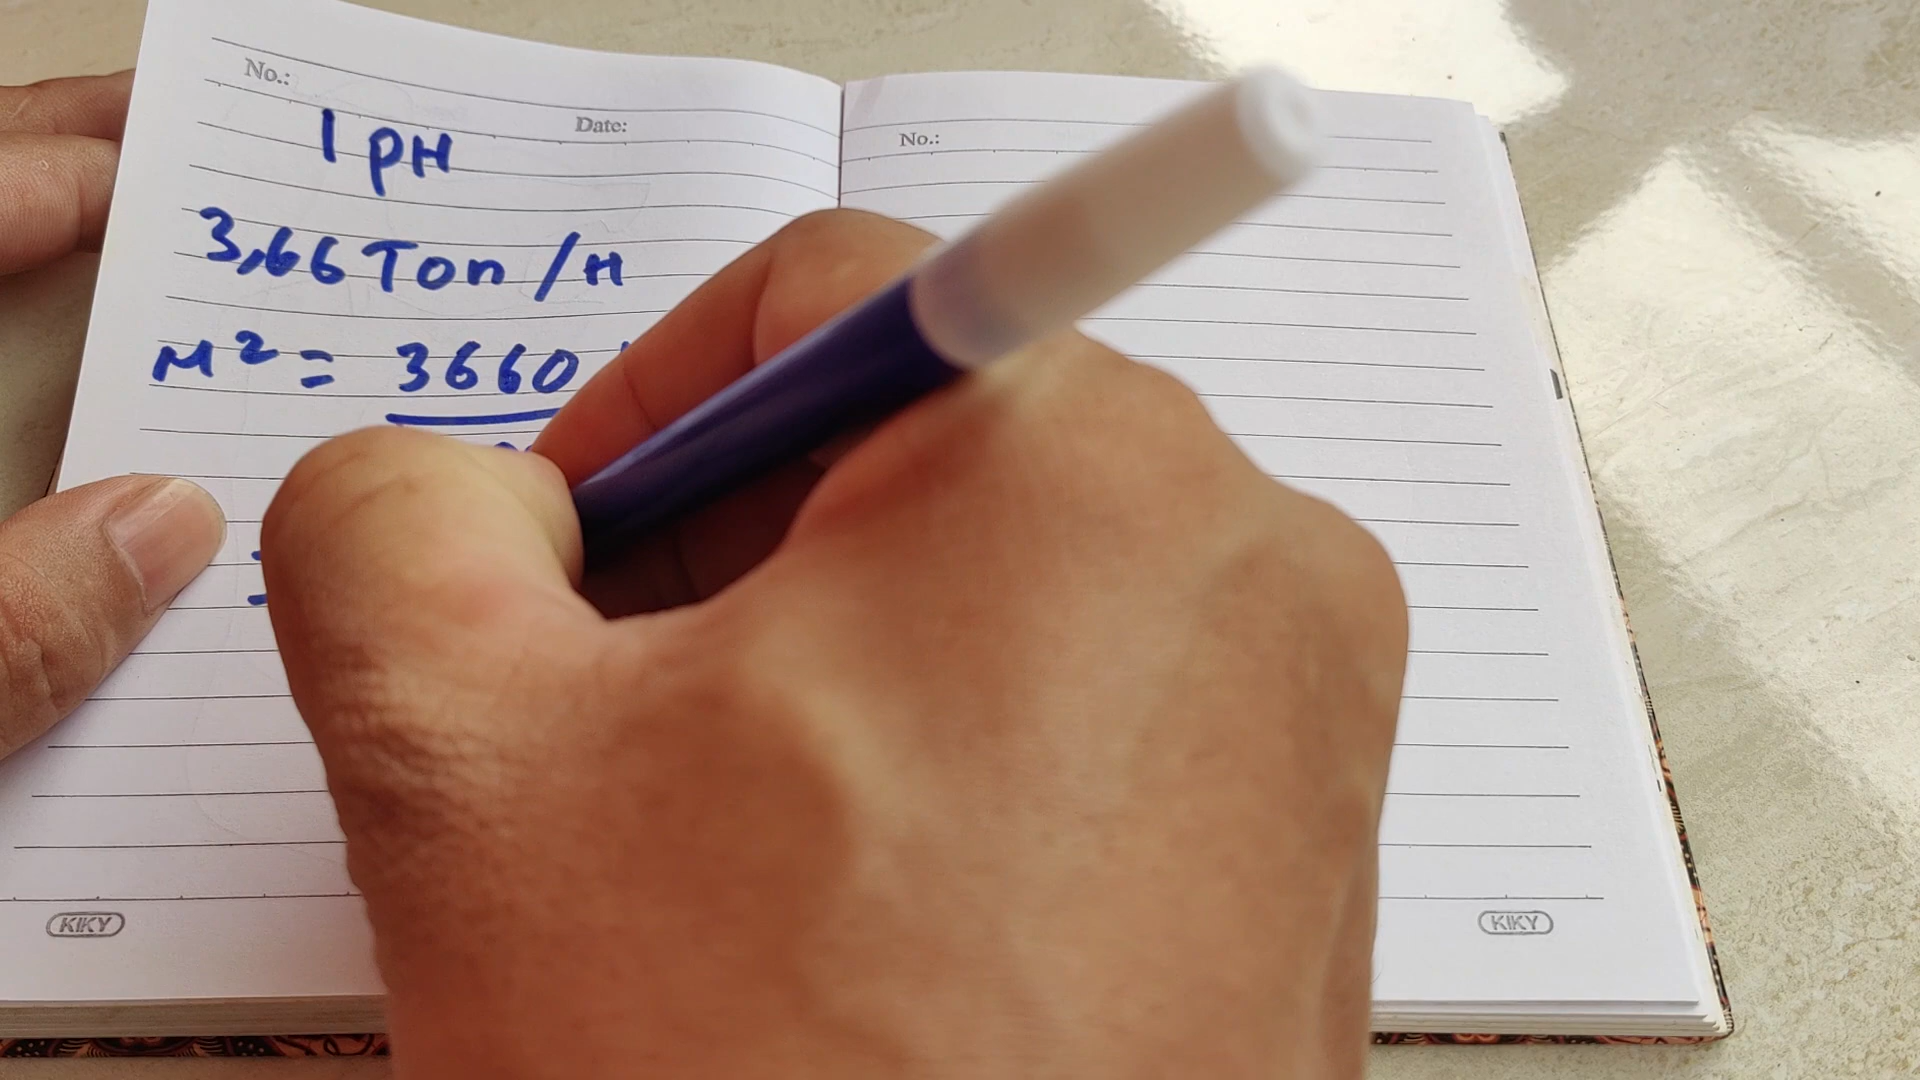 No.:
Date:
1 PH
3,66 Ton / H
M² = 3660
=
KIKY
No.:
KIKY